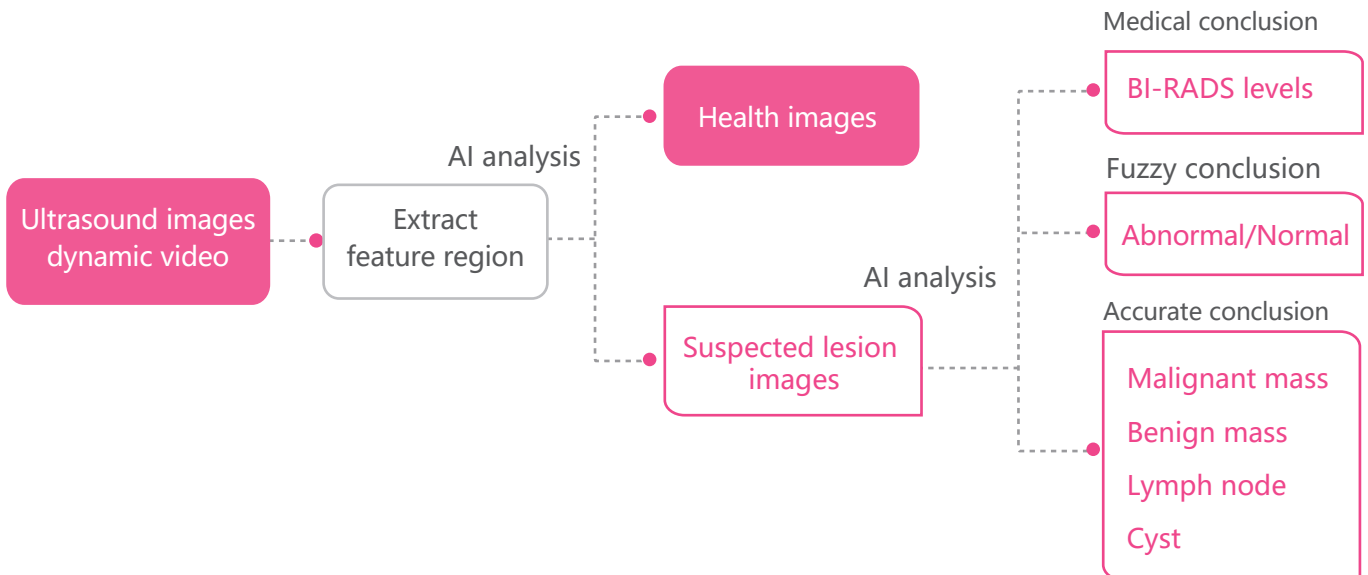 Ultrasound images
dynamic video
Extract
feature region
AI analysis
Health images
Suspected lesion
images
AI analysis
Medical conclusion
BI-RADS levels
Fuzzy conclusion
Abnormal/Normal
Accurate conclusion
Malignant mass
Benign mass
Lymph node
Cyst